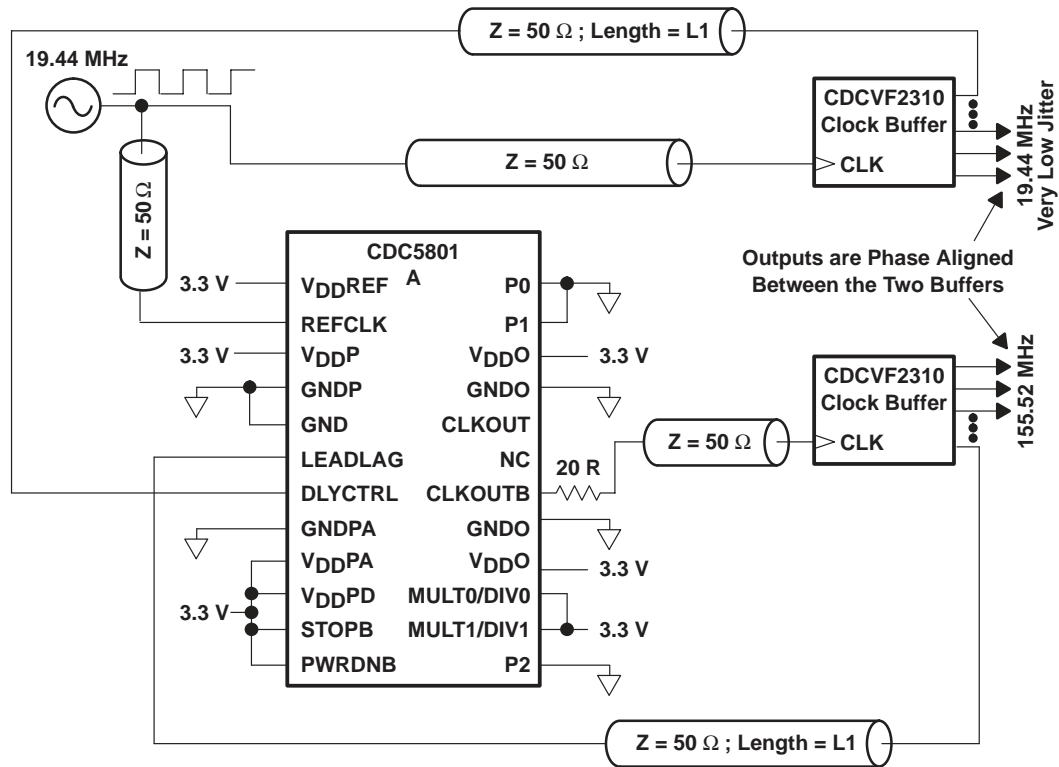 Z = 50 Ω ; Length = L1
19.44 MHz
CDCVF2310
Clock Buffer
CLK
19.44 MHz
Very Low Jitter
Z = 50 Ω
Z = 50 Ω
Outputs are Phase Aligned
Between the Two Buffers
CDC5801
A
3.3 V
VDDREF
P0
REFCLK
P1
3.3 V
VDDP
VDDO
3.3 V
GNDP
GNDO
GND
CLKOUT
LEADLAG
NC
DLYCTRL
CLKOUTB
20 R
Z = 50 Ω
CDCVF2310
Clock Buffer
CLK
155.52 MHz
GNDPA
GNDO
VDDPA
VDDO
3.3 V
VDDPD
MULT0/DIV0
3.3 V
STOPB
MULT1/DIV1
3.3 V
PWRDNB
P2
Z = 50 Ω ; Length = L1